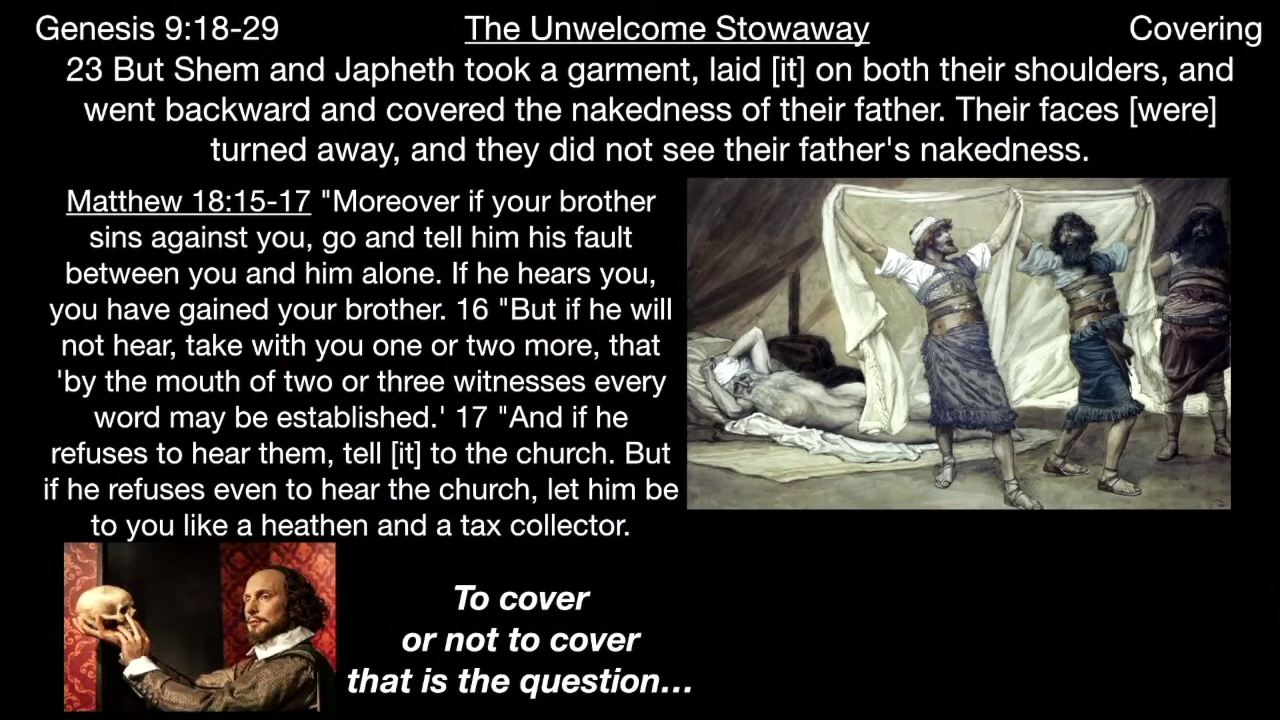 Genesis 9:18-29
The Unwelcome Stowaway
Covering
23 But Shem and Japheth took a garment, laid [it] on both their shoulders, and
went backward and covered the nakedness of their father. Their faces [were]
turned away, and they did not see their father's nakedness.
Matthew 18:15-17 "Moreover if your brother
sins against you, go and tell him his fault
between you and him alone. If he hears you,
you have gained your brother. 16 "But if he will
not hear, take with you one or two more, that
'by the mouth of two or three witnesses every
word may be established.' 17 "And if he
refuses to hear them, tell [it] to the church. But
if he refuses even to hear the church, let him be
to you like a heathen and a tax collector.
To cover
or not to cover
that is the question...